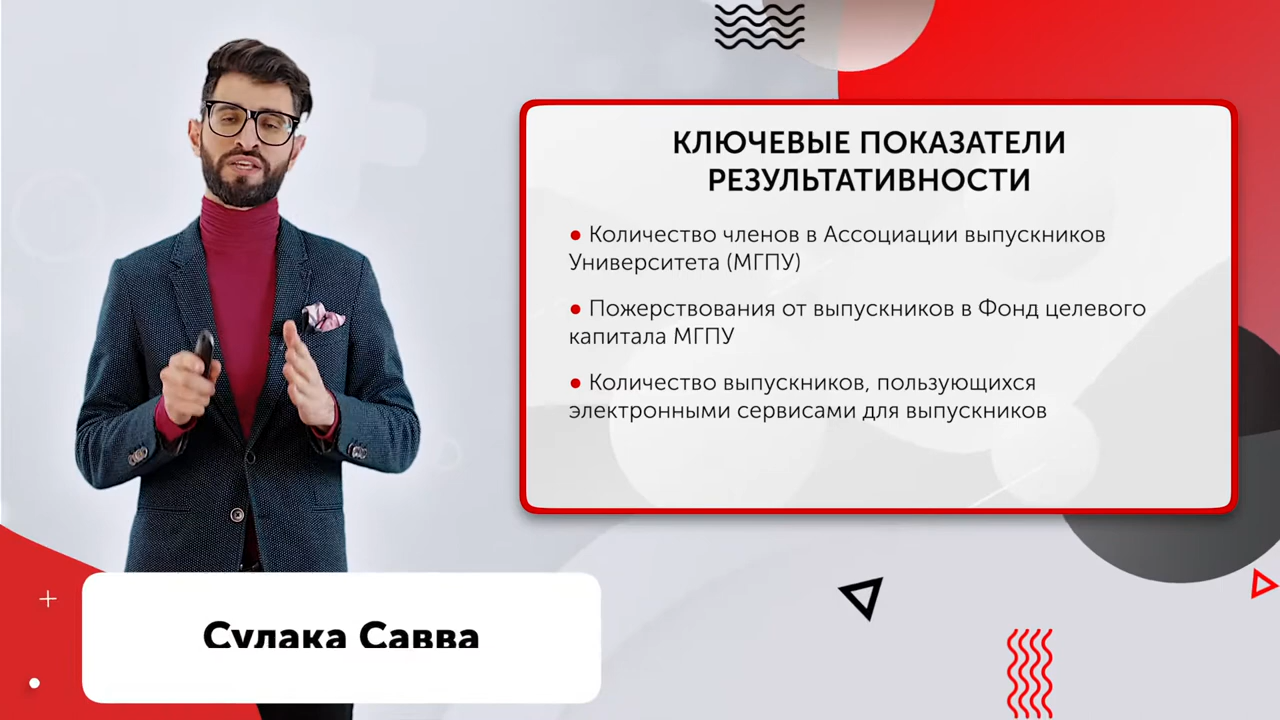 КЛЮЧЕВЫЕ ПОКАЗАТЕЛИ
РЕЗУЛЬТАТИВНОСТИ
● Количество членов в Ассоциации выпускников
Университета (МГПУ)
● Пожерствования от выпускников в Фонд целевого
капитала МГПУ
● Количество выпускников, пользующихся
электронными сервисами для выпускников
Сулака Савва